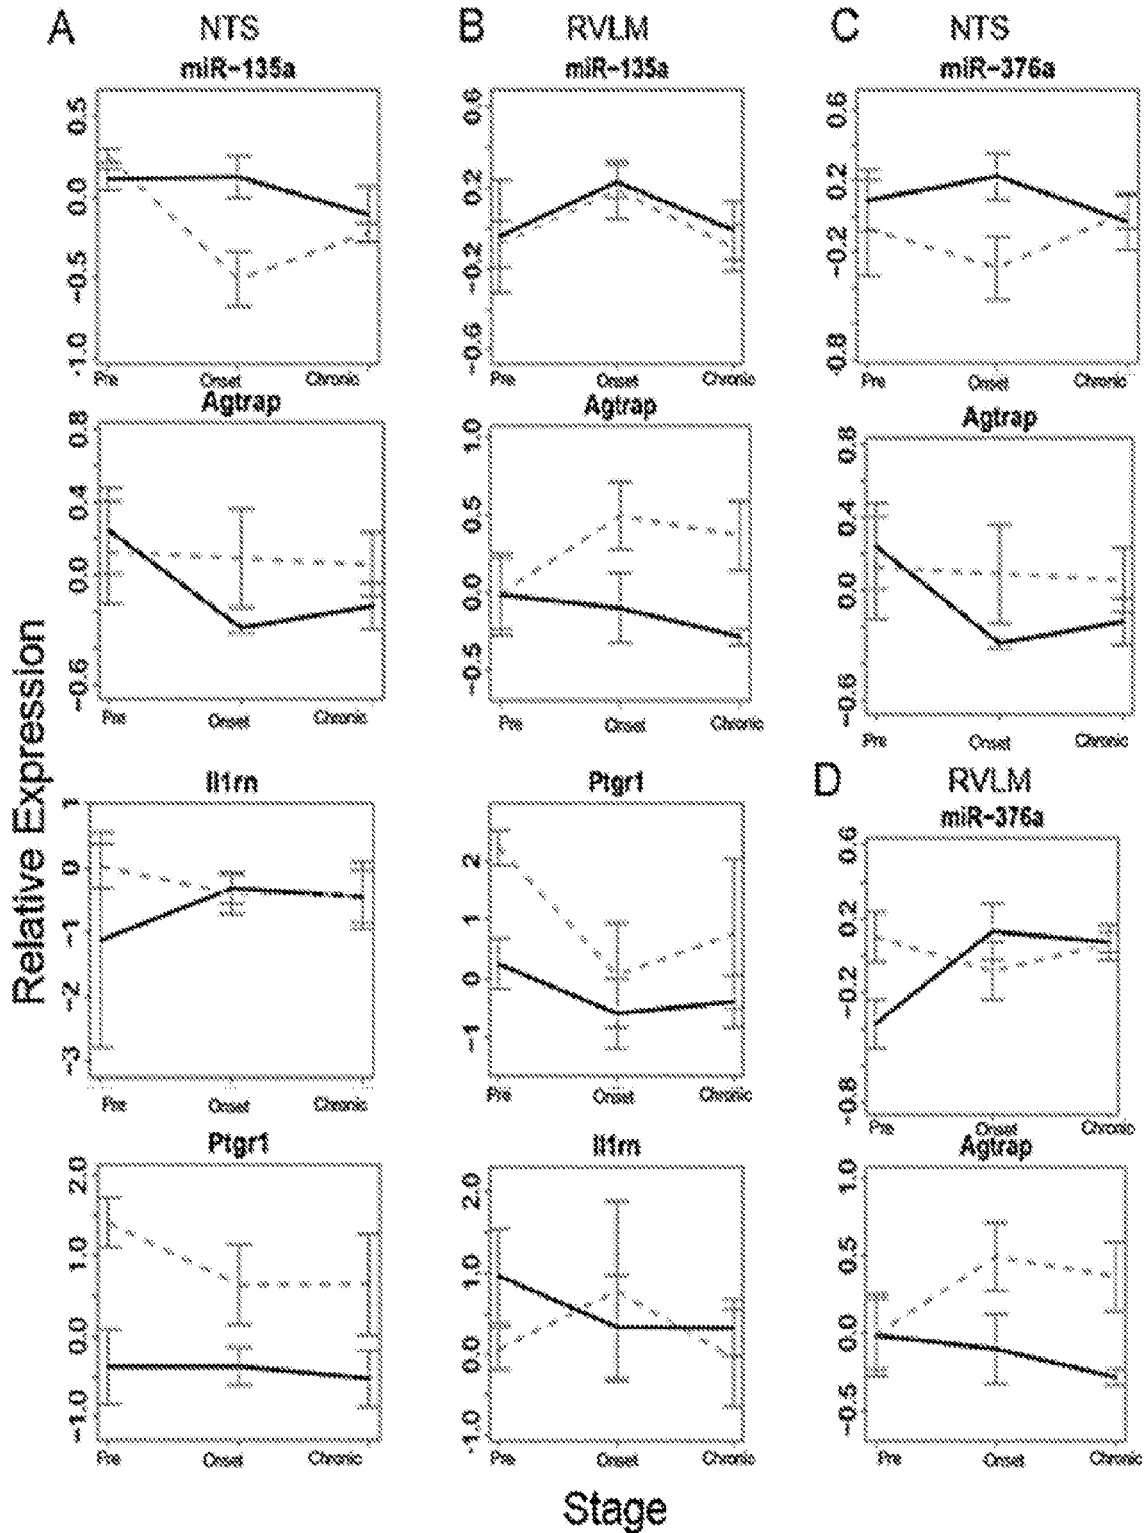 A NTS
miR-135a
0.5
0.0
-0.5
-1.0
Pre Onset Chronic
Agtrap
0.8
0.4
0.0
-0.6
Pre Onset Chronic
Il1rn
1
0
-1
-2
-3
Pre Onset Chronic
Ptgr1
2.0
1.0
0.0
-1.0
Pre Onset Chronic
B RVLM
miR-135a
0.6
0.2
-0.2
-0.6
Pre Onset Chronic
Agtrap
1.0
0.5
0.0
-0.5
Pre Onset Chronic
Ptgr1
2
1
0
-1
Pre Onset Chronic
Il1rn
2.0
1.0
0.0
-1.0
Pre Onset Chronic
C NTS
miR-376a
0.6
0.2
-0.2
-0.8
Pre Onset Chronic
Agtrap
0.8
0.4
0.0
-0.6
Pre Onset Chronic
D RVLM
miR-376a
0.6
0.2
-0.2
-0.8
Pre Onset Chronic
Agtrap
1.0
0.5
0.0
-0.5
Pre Onset Chronic
Relative Expression
Stage